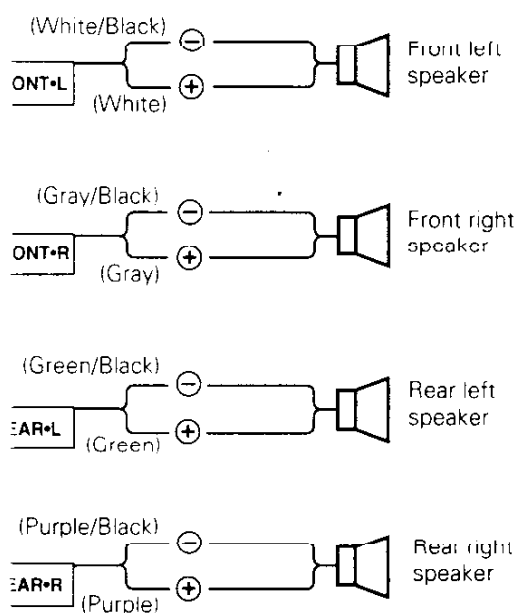 (White/Black)
⊖
Front left
speaker
ONT•L
⊕
(White)
(Gray/Black)
⊖
Front right
speaker
ONT•R
⊕
(Gray)
(Green/Black)
⊖
Rear left
speaker
EAR•L
⊕
(Green)
(Purple/Black)
⊖
Rear right
speaker
EAR•R
⊕
(Purple)